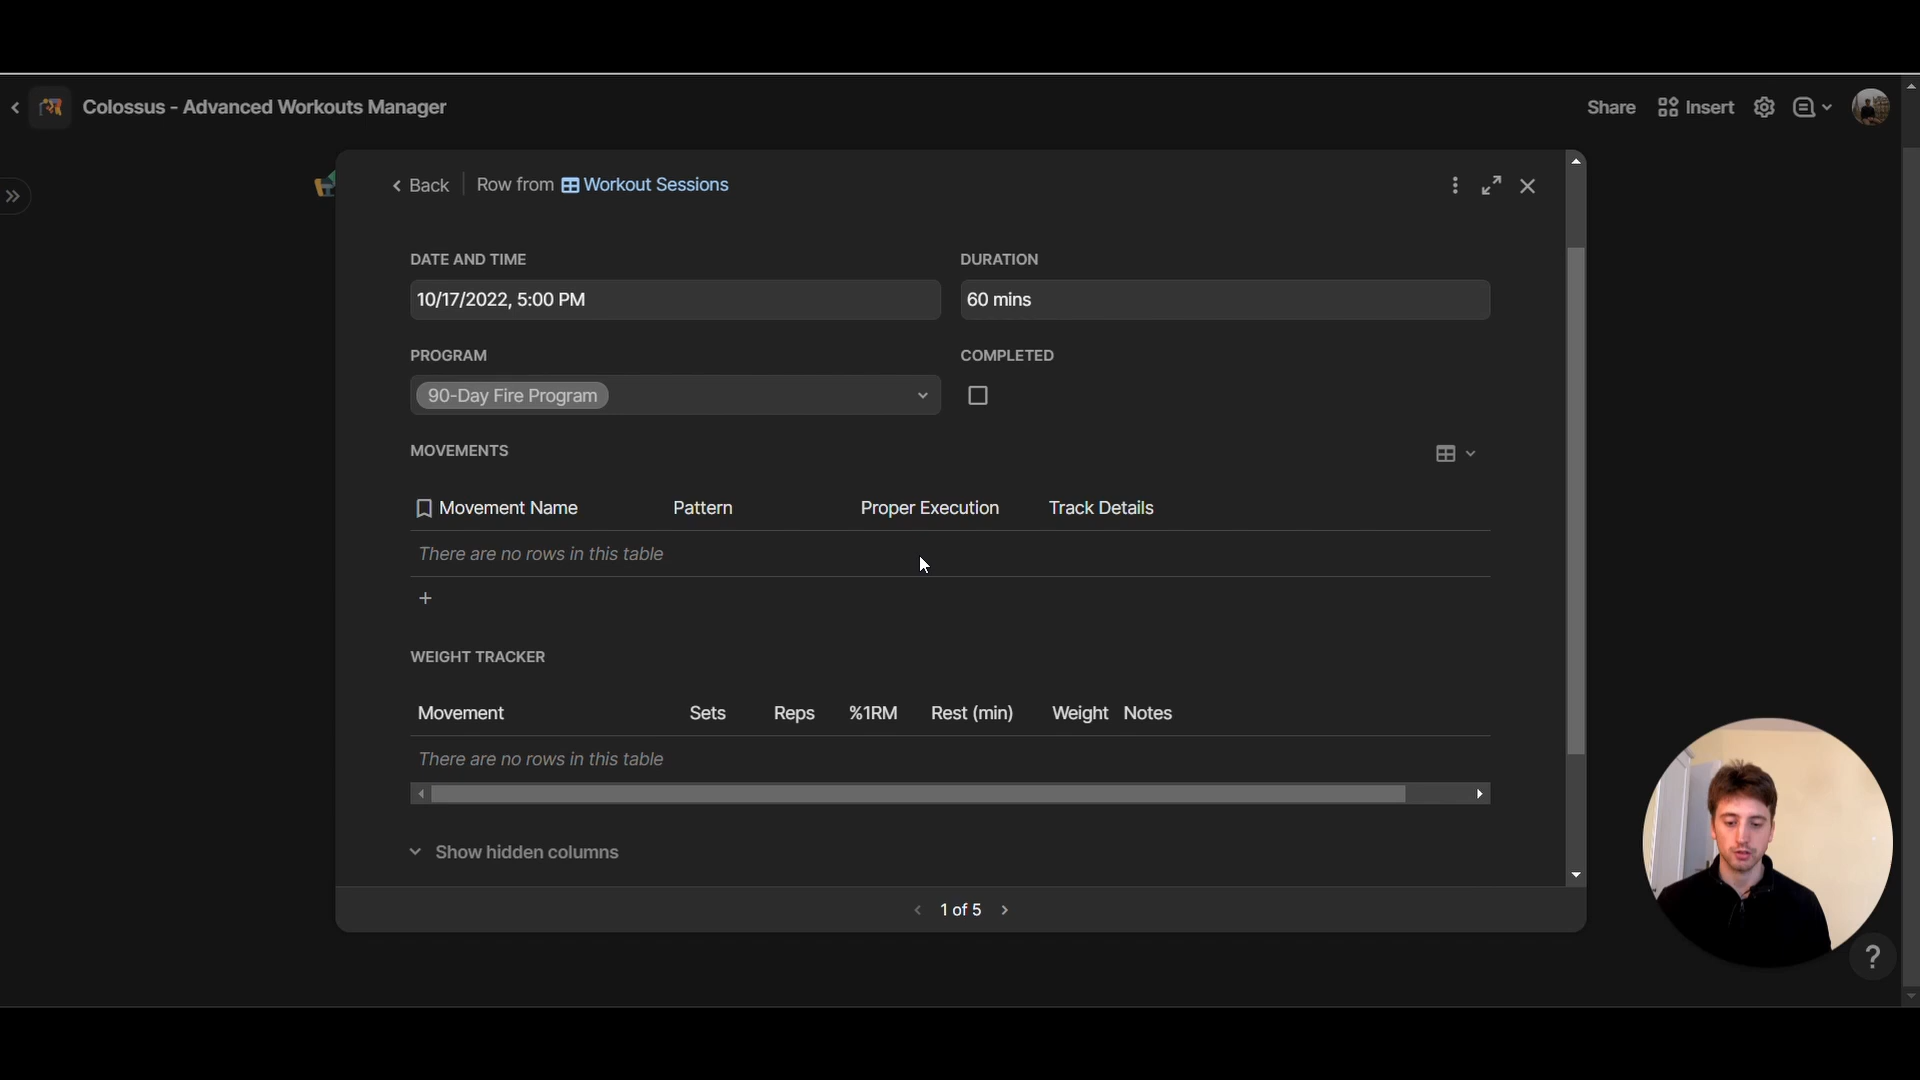 Colossus - Advanced Workouts Manager
Share Insert
Back Row from Workout Sessions
DATE AND TIME DURATION
10/17/2022, 5:00 PM 60 mins
PROGRAM COMPLETED
90-Day Fire Program
MOVEMENTS
Movement Name Pattern Proper Execution Track Details
There are no rows in this table
+
WEIGHT TRACKER
Movement Sets Reps %1RM Rest (min) Weight Notes
There are no rows in this table
Show hidden columns
1 of 5
?